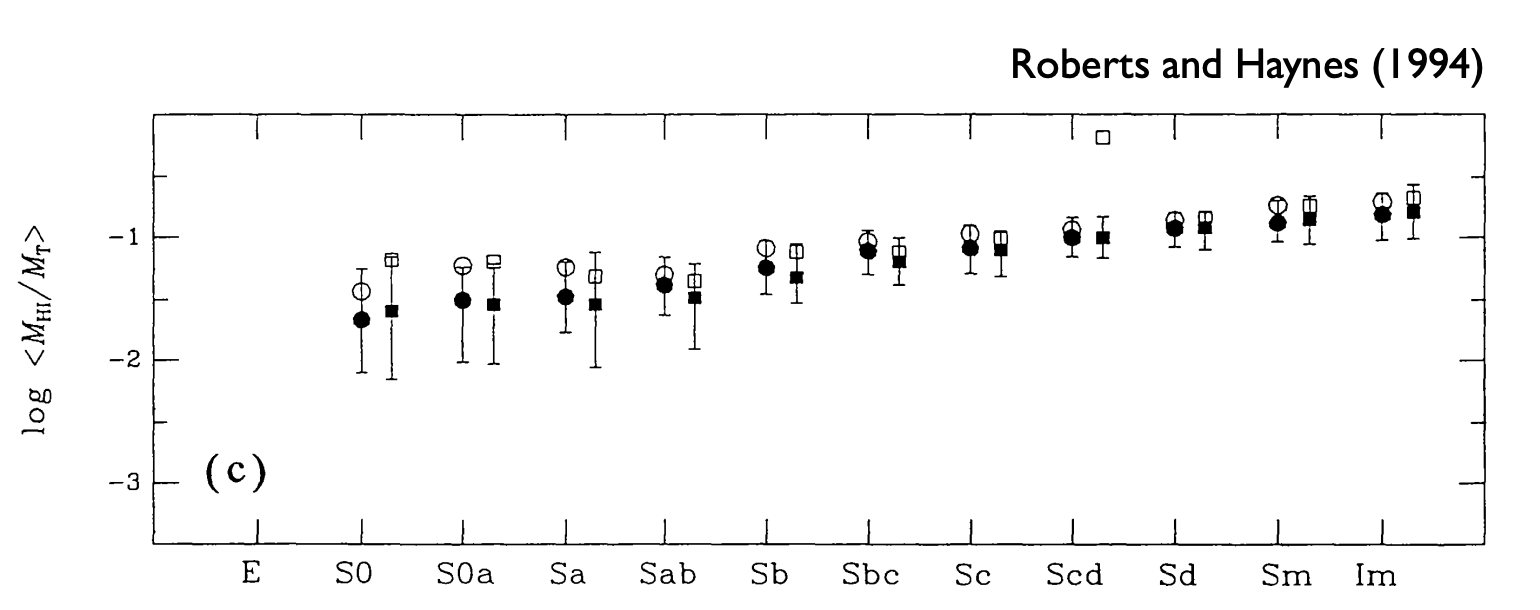 Roberts and Haynes (1994)
log <M_HI/M_T>
-1
-2
-3
(c)
E S0 S0a Sa Sab Sb Sbc Sc Scd Sd Sm Im